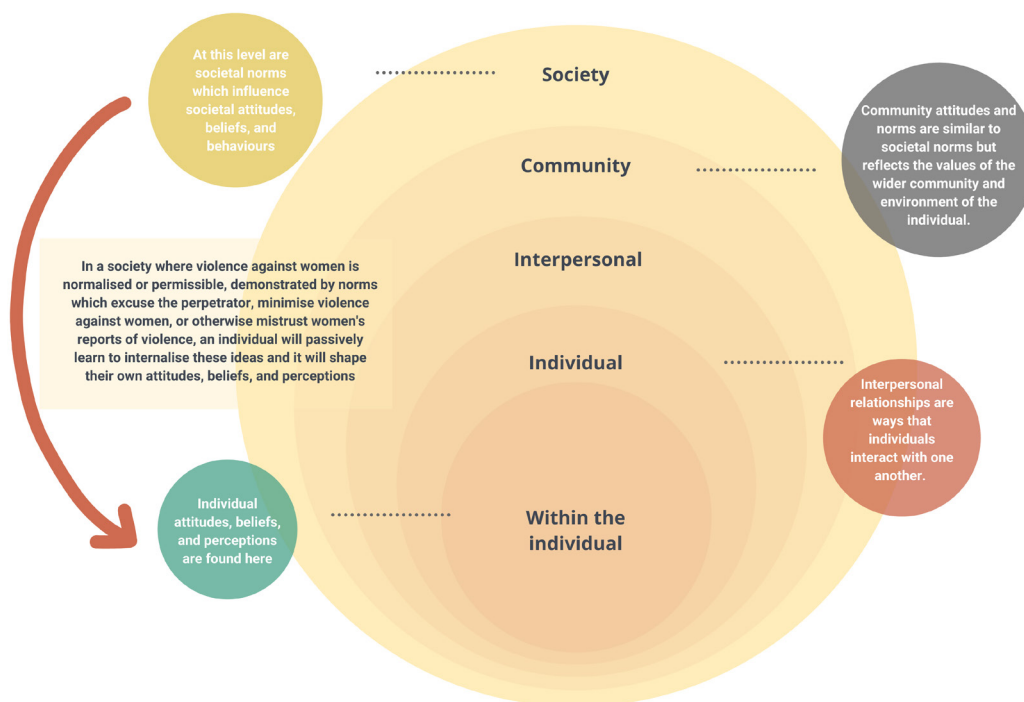 At this level are
societal norms
which influence
societal attitudes,
beliefs, and
behaviours
Society
Community
Community attitudes and
norms are similar to
societal norms but
reflects the values of the
wider community and
environment of the
individual.
Interpersonal
In a society where violence against women is
normalised or permissible, demonstrated by norms
which excuse the perpetrator, minimise violence
against women, or otherwise mistrust women's
reports of violence, an individual will passively
learn to internalise these ideas and it will shape
their own attitudes, beliefs, and perceptions
Individual
Interpersonal
relationships are
ways that
individuals
interact with one
another.
Individual
attitudes, beliefs,
and perceptions
are found here
Within the
individual